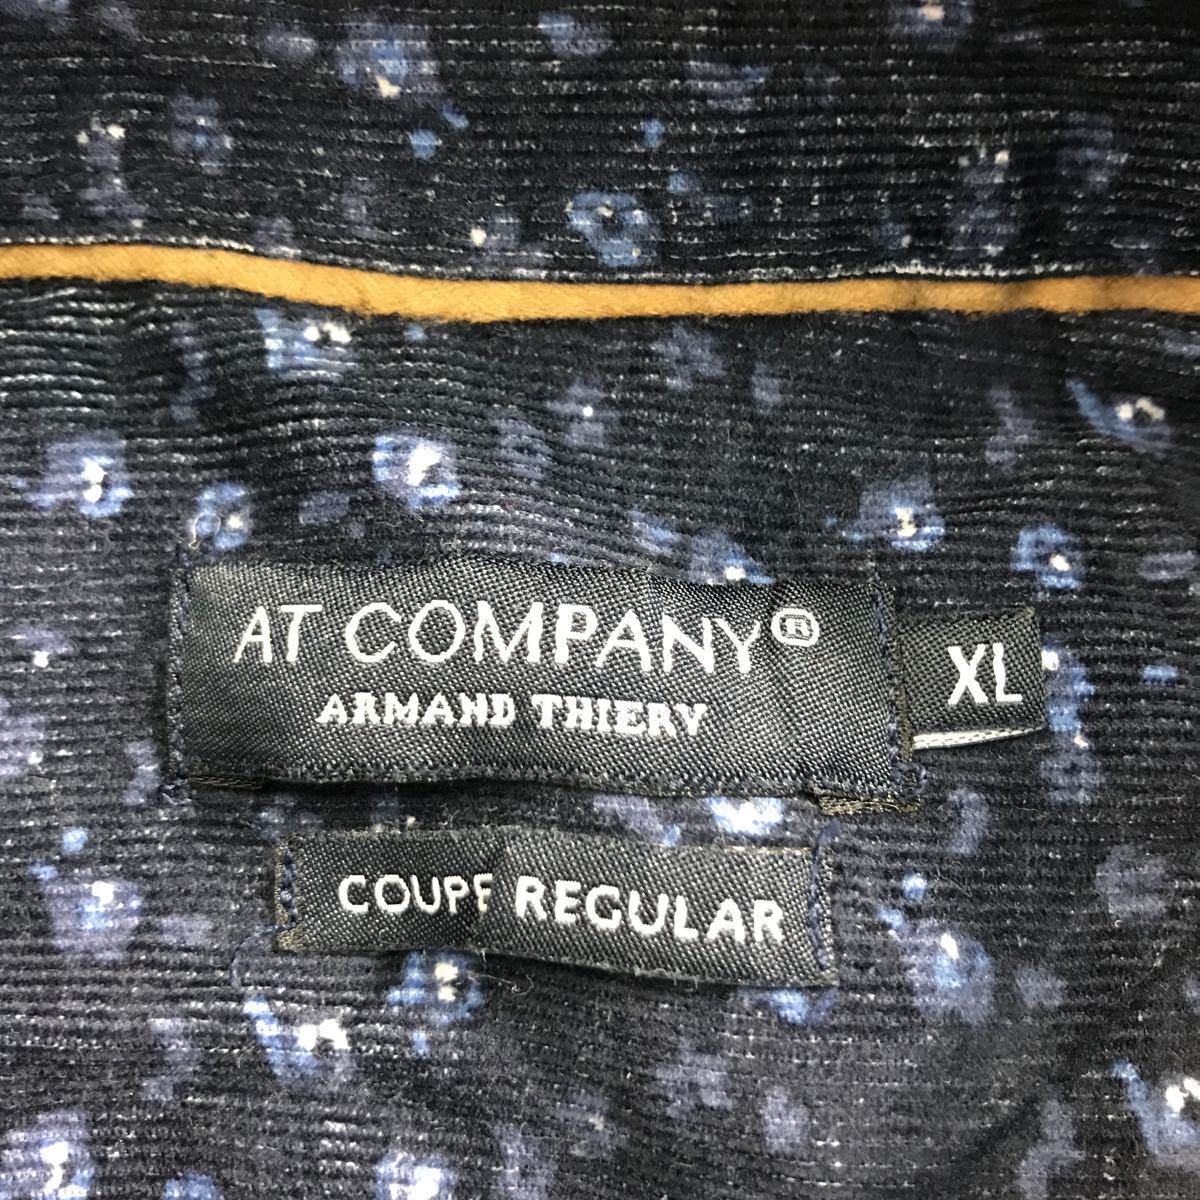 AT COMPANY®
ARMAND THIERY
XL
COUPE REGULAR